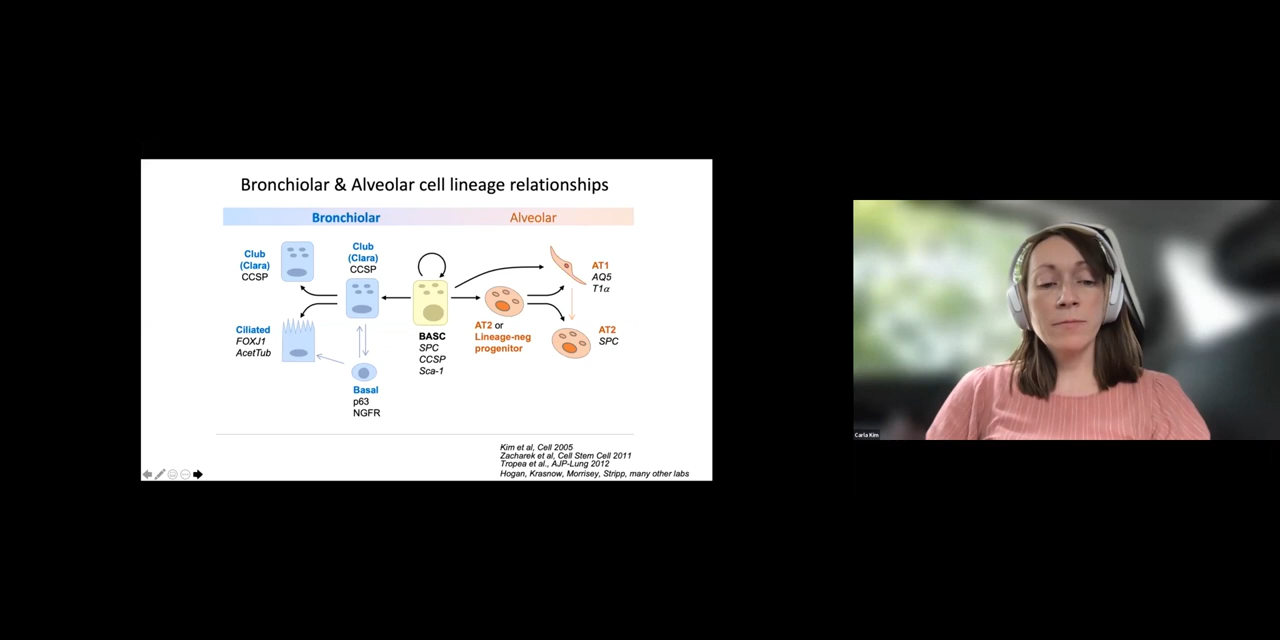 Bronchiolar & Alveolar cell lineage relationships
Bronchiolar
Alveolar
Club
(Clara)
CCSP
Club
(Clara)
CCSP
Ciliated
FOXJ1
AcetTub
Basal
p63
NGFR
BASC
SPC
CCSP
Sca-1
AT2 or
Lineage-neg
progenitor
AT1
AQ5
T1α
AT2
SPC
Kim et al, Cell 2005
Zacharek et al, Cell Stem Cell 2011
Tropea et al., AJP-Lung 2012
Hogan, Krasnow, Morrisey, Stripp, many other labs
Carla Kim